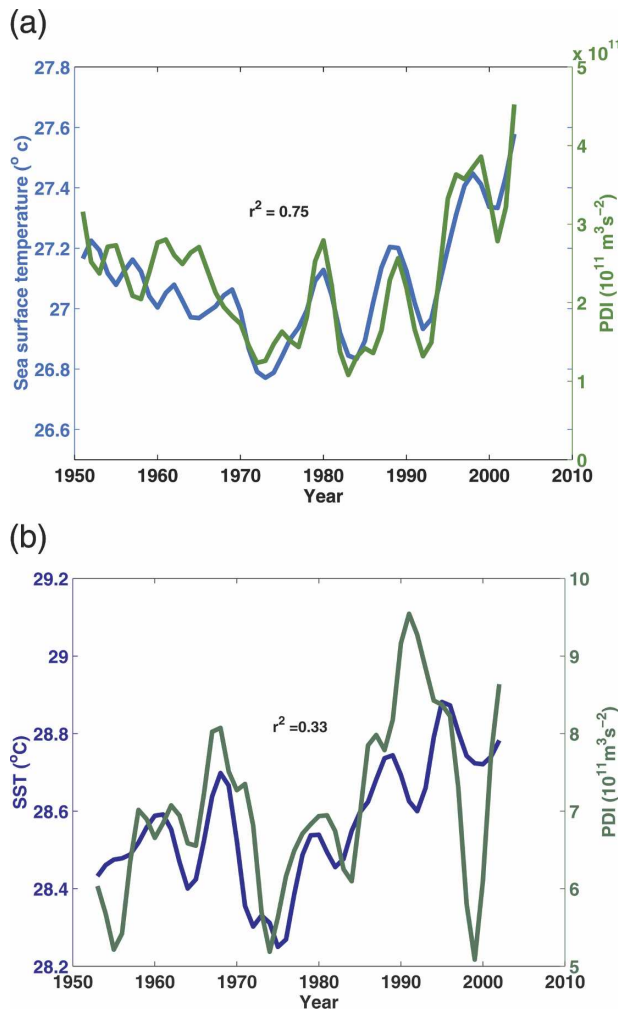 (a)
x 10¹¹
27.8
27.6
27.4
27.2
27
26.8
26.6
Sea surface temperature (° c)
r² = 0.75
5
4
3
2
1
0
PDI (10¹¹ m³s⁻²)
1950 1960 1970 1980 1990 2000 2010
Year
(b)
29.2
29
28.8
28.6
28.4
28.2
SST (°C)
r² =0.33
10
9
8
7
6
5
PDI (10¹¹m³s⁻²)
1950 1960 1970 1980 1990 2000 2010
Year